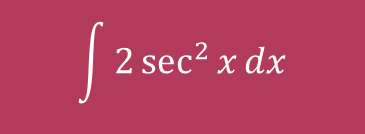 ∫ 2 sec² x dx